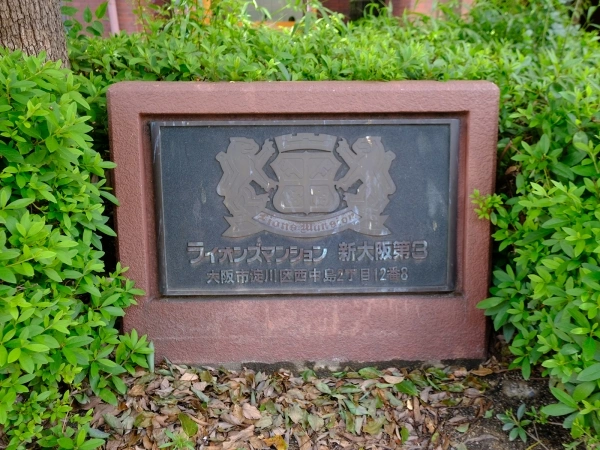 Lions Mansion
ライオンズマンション 新大阪第3
大阪市淀川区西中島2丁目12番8